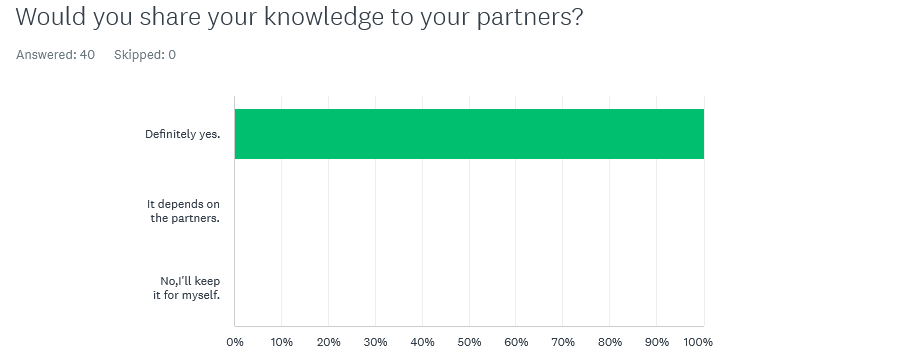 Would you share your knowledge to your partners?
Answered: 40 Skipped: 0
Definitely yes.
It depends on
the partners.
No,I'll keep
it for myself.
0% 10% 20% 30% 40% 50% 60% 70% 80% 90% 100%